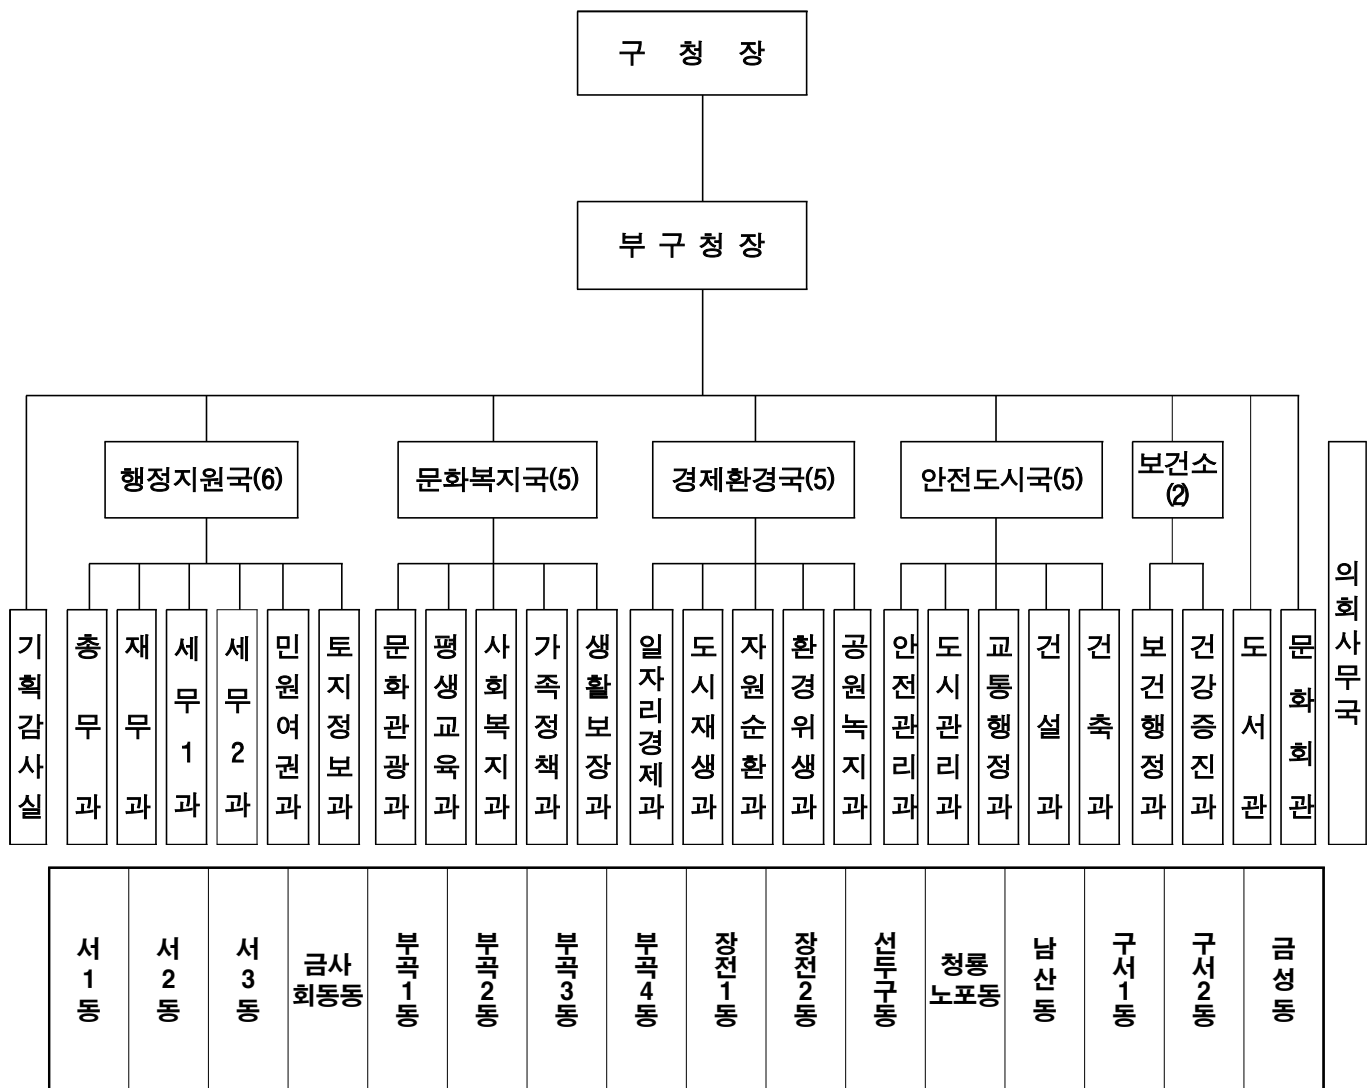 구 청 장
부 구 청 장
행정지원국(6)
문화복지국(5)
경제환경국(5)
안전도시국(5)
보건소
(2)
의회사무국
기획감사실
총무과
재무과
세무1과
세무2과
민원여권과
토지정보과
문화관광과
평생교육과
사회복지과
가족정책과
생활보장과
일자리경제과
도시재생과
자원순환과
환경위생과
공원녹지과
안전관리과
도시관리과
교통행정과
건설과
건축과
보건행정과
건강증진과
도서관
문화회관
서1동
서2동
서3동
금사
회동동
부곡1동
부곡2동
부곡3동
부곡4동
장전1동
장전2동
선두구동
청룡
노포동
남산동
구서1동
구서2동
금성동